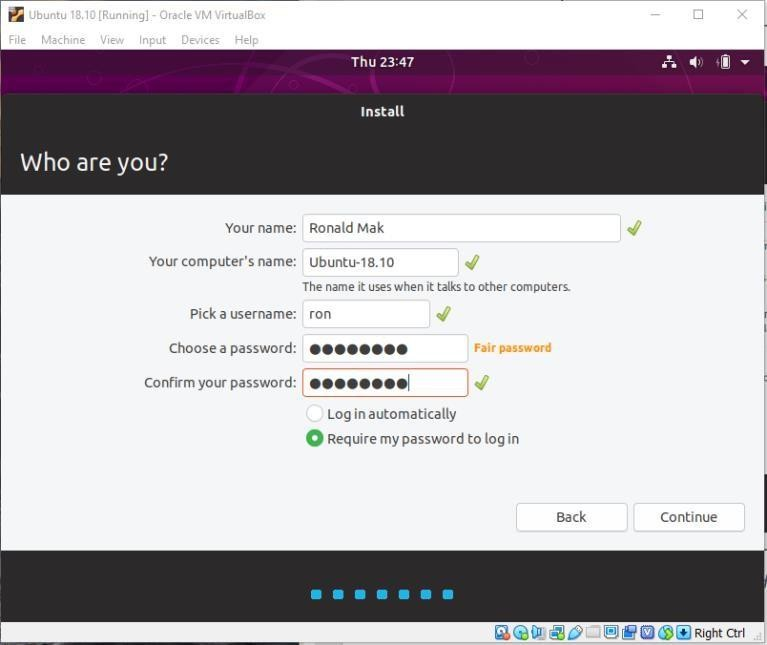 Ubuntu 18.10 [Running] - Oracle VM VirtualBox
File Machine View Input Devices Help
Thu 23:47
Install
Who are you?
Your name: Ronald Mak
Your computer's name: Ubuntu-18.10
The name it uses when it talks to other computers.
Pick a username: ron
Choose a password: ●●●●●●●● Fair password
Confirm your password: ●●●●●●●●
Log in automatically
Require my password to log in
Back Continue
Right Ctrl